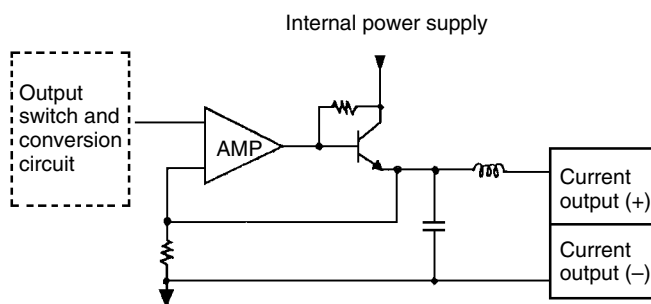 Internal power supply
Output
switch and
conversion
circuit
AMP
Current
output (+)
Current
output (−)